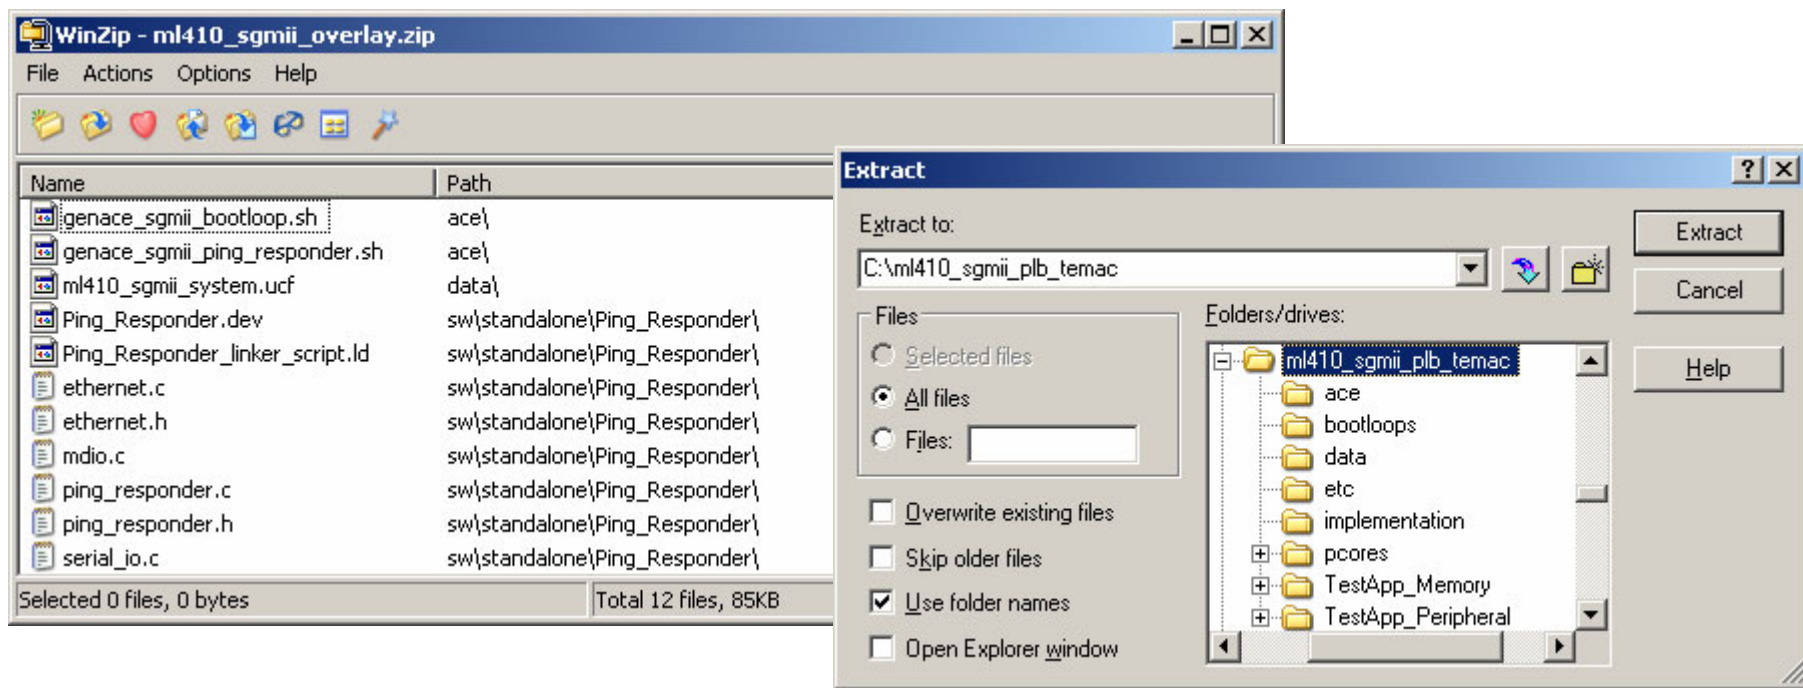 WinZip - ml410_sgmii_overlay.zip
File Actions Options Help
Name Path
genace_sgmii_bootloop.sh ace\
genace_sgmii_ping_responder.sh ace\
ml410_sgmii_system.ucf data\
Ping_Responder.dev sw\standalone\Ping_Responder\
Ping_Responder_linker_script.ld sw\standalone\Ping_Responder\
ethernet.c sw\standalone\Ping_Responder\
ethernet.h sw\standalone\Ping_Responder\
mdio.c sw\standalone\Ping_Responder\
ping_responder.c sw\standalone\Ping_Responder\
ping_responder.h sw\standalone\Ping_Responder\
serial_io.c sw\standalone\Ping_Responder\
Selected 0 files, 0 bytes Total 12 files, 85KB
Extract
Extract to:
C:\ml410_sgmii_plb_temac
Files
Selected files
All files
Files:
Overwrite existing files
Skip older files
Use folder names
Open Explorer window
Folders/drives:
ml410_sgmii_plb_temac
ace
bootloops
data
etc
implementation
pcores
TestApp_Memory
TestApp_Peripheral
Extract
Cancel
Help